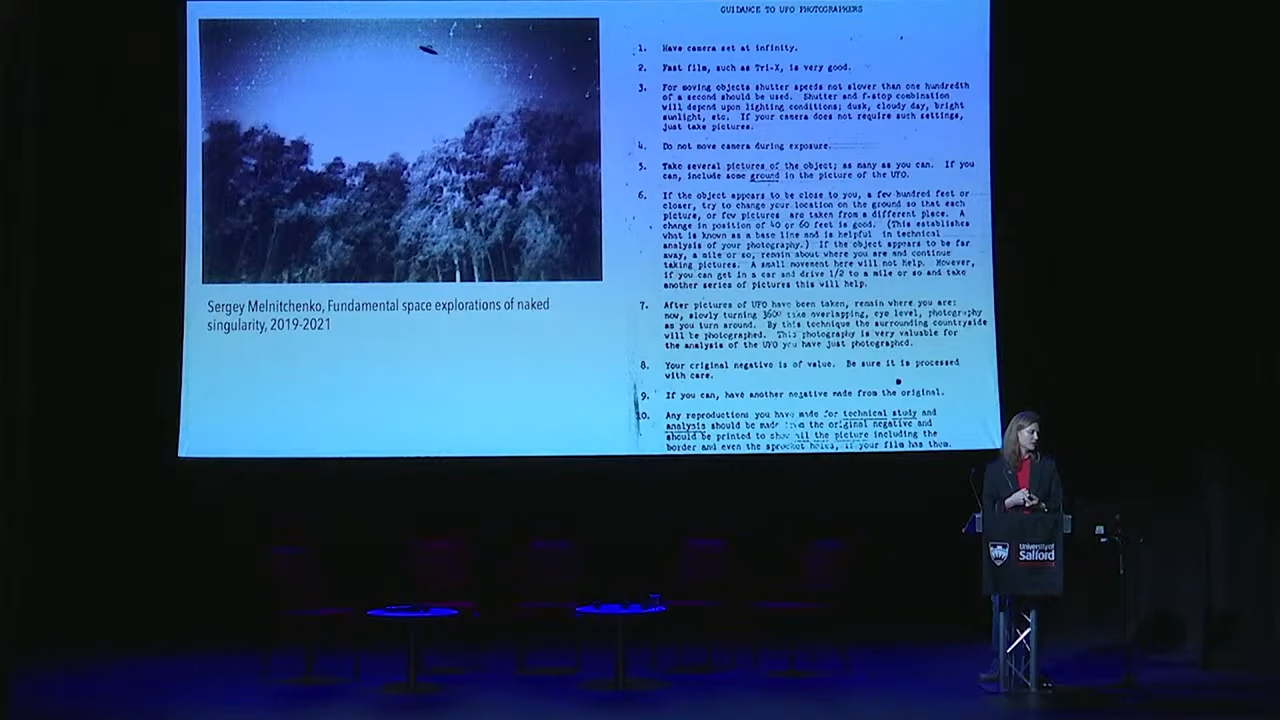 GUIDANCE TO UFO PHOTOGRAPHERS
1. Have camera set at infinity.
2. Fast film, such as Tri-X, is very good.
3. For moving objects shutter speeds not slower than one hundredth
of a second should be used. Shutter and f-stop combination
will depend upon lighting conditions; dusk, cloudy day, bright
sunlight, etc. If your camera does not require such settings,
just take pictures.
4. Do not move camera during exposure.
5. Take several pictures of the object; as many as you can. If you
can, include some ground in the picture of the UFO.
6. If the object appears to be close to you, a few hundred feet or
closer, try to change your location on the ground so that each
picture, or few pictures are taken from a different place. A
change in position of 40 or 60 feet is good. (This establishes
what is known as a base line and is helpful in technical
analysis of your photography.) If the object appears to be far
away, a mile or so, remain about where you are and continue
taking pictures. A small movement here will not help. However,
if you can get in a car and drive 1/2 to a mile or so and take
another series of pictures this will help.
7. After pictures of UFO have been taken, remain where you are;
now, slowly turning 360° take overlapping, eye level, photography
as you turn around. By this technique the surrounding countryside
will be photographed. This photography is very valuable for
the analysis of the UFO you have just photographed.
8. Your original negative is of value. Be sure it is processed
with care.
9. If you can, have another negative made from the original.
10. Any reproductions you have made for technical study and
analysis should be made from the original negative and
should be printed to show all the picture including the
border and even the sprocket holes, if your film has them.
Sergey Melnitchenko, Fundamental space explorations of naked
singularity, 2019-2021
University of
Salford